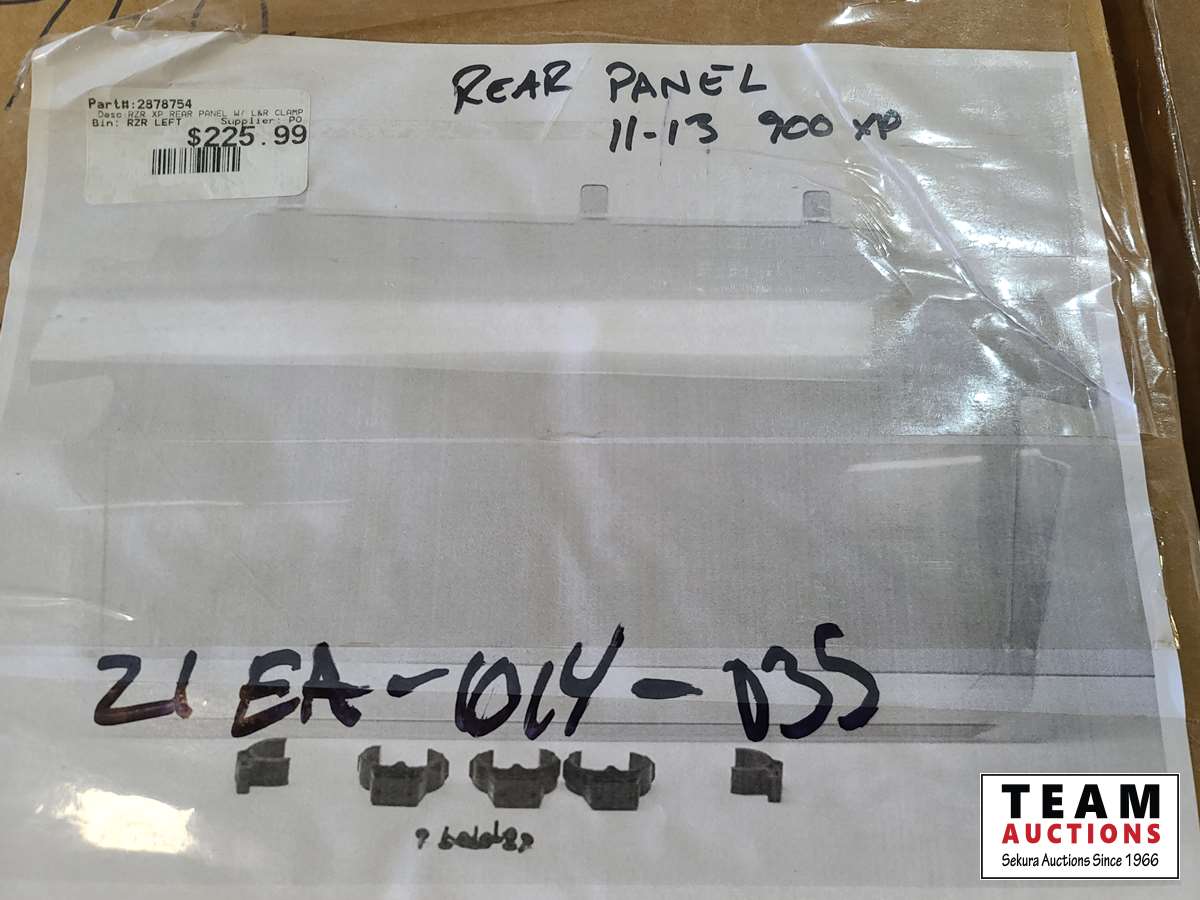 REAR PANEL
11-13 900 XP
Part#:2878754
Desc:RZR XP REAR PANEL W/ L&R CLAMP
Bin: RZR LEFT Supplier: PO
$225.99
21 EA-1014-035
TEAM
AUCTIONS
Sekura Auctions Since 1966